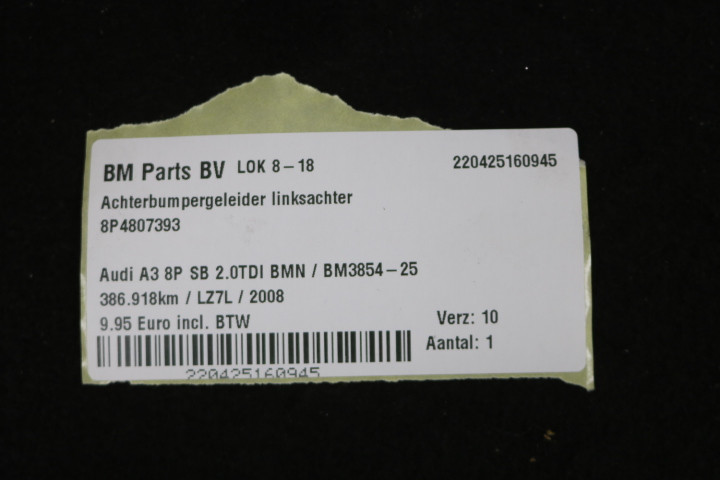 BM Parts BV LOK 8-18 220425160945
Achterbumpergeleider linksachter
8P4807393
Audi A3 8P SB 2.0TDI BMN / BM3854-25
386.918km / LZ7L / 2008
9.95 Euro incl. BTW Verz: 10
Aantal: 1
220425160945